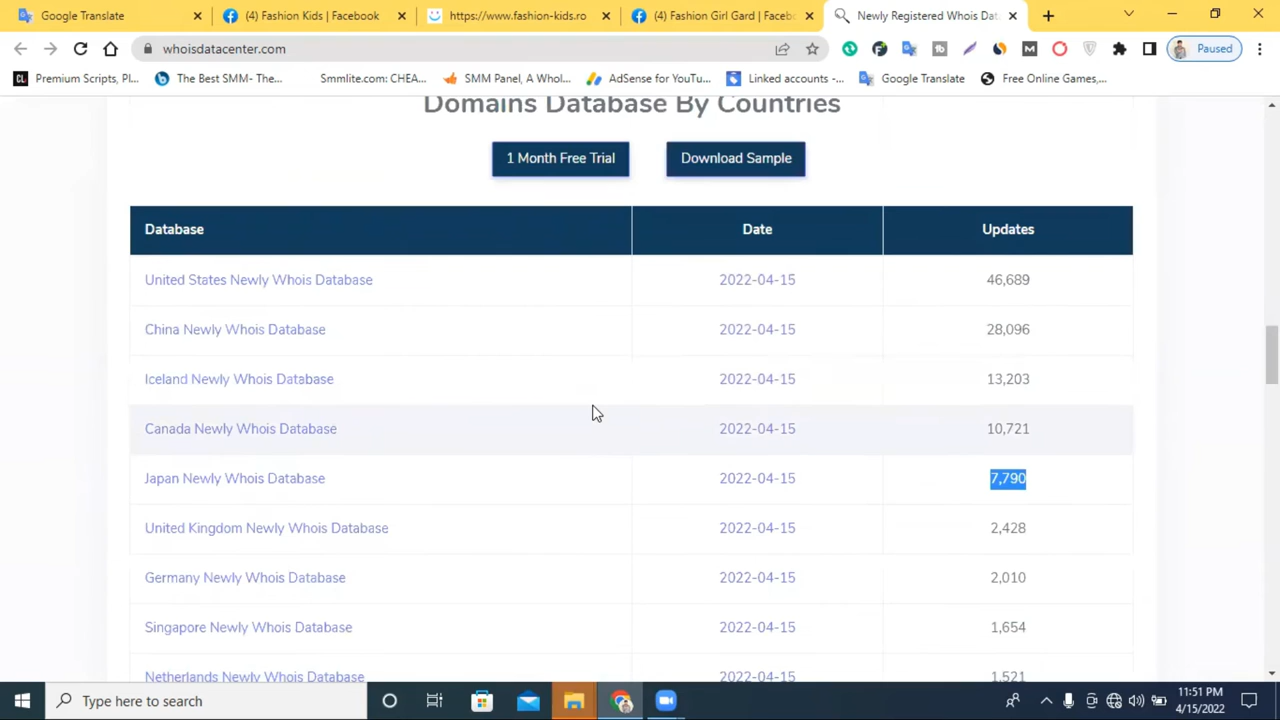 Google Translate
(4) Fashion Kids | Facebook
https://www.fashion-kids.ro
(4) Fashion Girl Gard | Facebo
Newly Registered Whois Dat
whoisdatacenter.com
Paused
CL Premium Scripts, Pl...
The Best SMM- The...
Smmlite.com: CHEA...
SMM Panel, A Whol...
AdSense for YouTu...
Linked accounts -...
Google Translate
Free Online Games,...
Domains Database By Countries
1 Month Free Trial Download Sample
Database Date Updates
United States Newly Whois Database 2022-04-15 46,689
China Newly Whois Database 2022-04-15 28,096
Iceland Newly Whois Database 2022-04-15 13,203
Canada Newly Whois Database 2022-04-15 10,721
Japan Newly Whois Database 2022-04-15 7,790
United Kingdom Newly Whois Database 2022-04-15 2,428
Germany Newly Whois Database 2022-04-15 2,010
Singapore Newly Whois Database 2022-04-15 1,654
Netherlands Newly Whois Database 2022-04-15 1,521
Type here to search
11:51 PM
4/15/2022